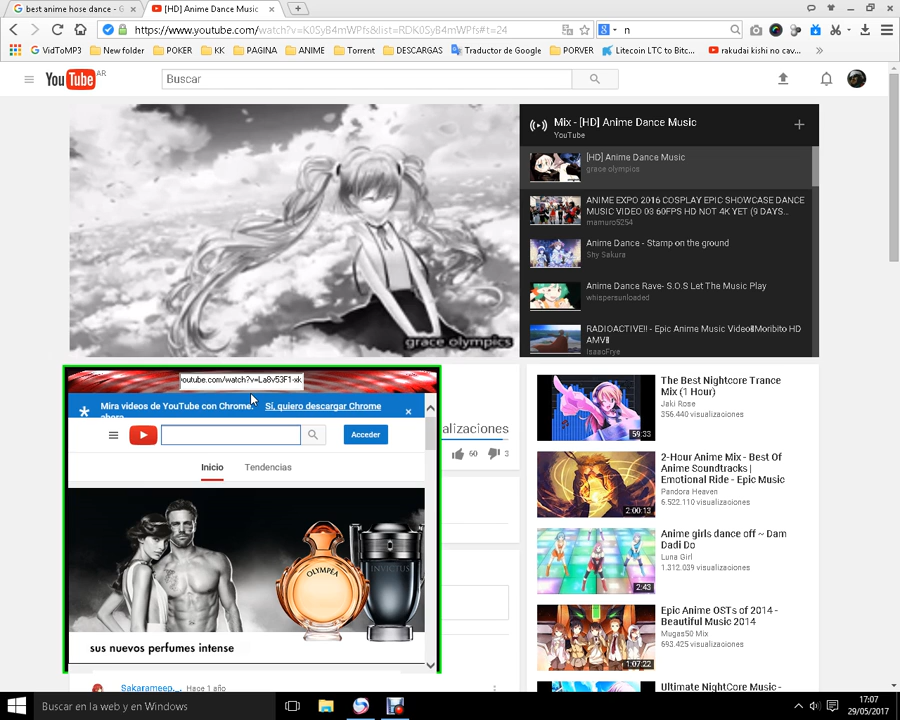 best anime hose dance - G
[HD] Anime Dance Music
https://www.youtube.com/watch?v=K0SyB4mWPfs&list=RDK0SyB4mWPfs#t=24
n
VidToMP3
New folder
POKER
KK
PAGINA
ANIME
Torrent
DESCARGAS
Traductor de Google
PORVER
Litecoin LTC to Bitc...
rakudai kishi no cav...
You Tube AR
Buscar
grace olympics
Mix - [HD] Anime Dance Music
YouTube
[HD] Anime Dance Music
grace olympics
ANIME EXPO 2016 COSPLAY EPIC SHOWCASE DANCE
MUSIC VIDEO 03 60FPS HD NOT 4K YET (9 DAYS...
mamuro5254
Anime Dance - Stamp on the ground
Shy Sakura
Anime Dance Rave- S.O.S Let The Music Play
whispersunloaded
RADIOACTIVE!! - Epic Anime Music Video Moribito HD
AMV
IsaacFrye
youtube.com/watch?v=La8v53F1-xk
Mira videos de YouTube con Chrome.
Sí, quiero descargar Chrome
ahora
Acceder
Inicio
Tendencias
OLYMPÉA
INVICTUS
sus nuevos perfumes intense
alizaciones
60
3
Sakarameep...
Hace 1 año
The Best Nightcore Trance
Mix (1 Hour)
Jaki Rose
356.440 visualizaciones
59:33
2-Hour Anime Mix - Best Of
Anime Soundtracks |
Emotional Ride - Epic Music
Pandora Heaven
6.522.110 visualizaciones
2:00:13
Anime girls dance off ~ Dam
Dadi Do
Luna Girl
1.312.039 visualizaciones
2:43
Epic Anime OSTs of 2014 -
Beautiful Music 2014
Mugas50 Mix
693.425 visualizaciones
1:07:22
Ultimate NightCore Music -
Buscar en la web y en Windows
17:07
29/05/2017